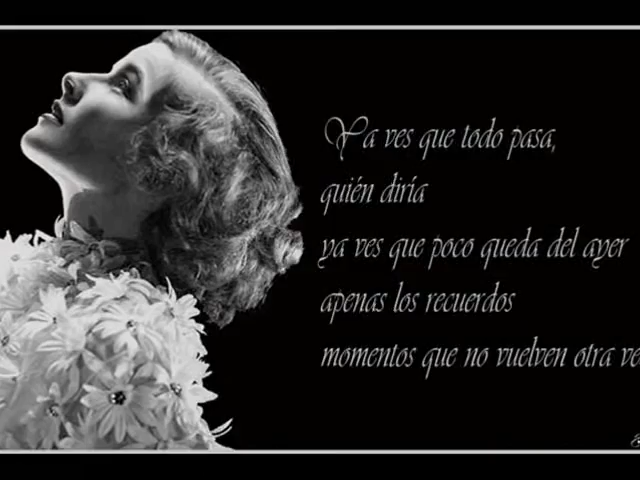 Ya ves que todo pasa,
quién diría
ya ves que poco queda del ayer
apenas los recuerdos
momentos que no vuelven otra